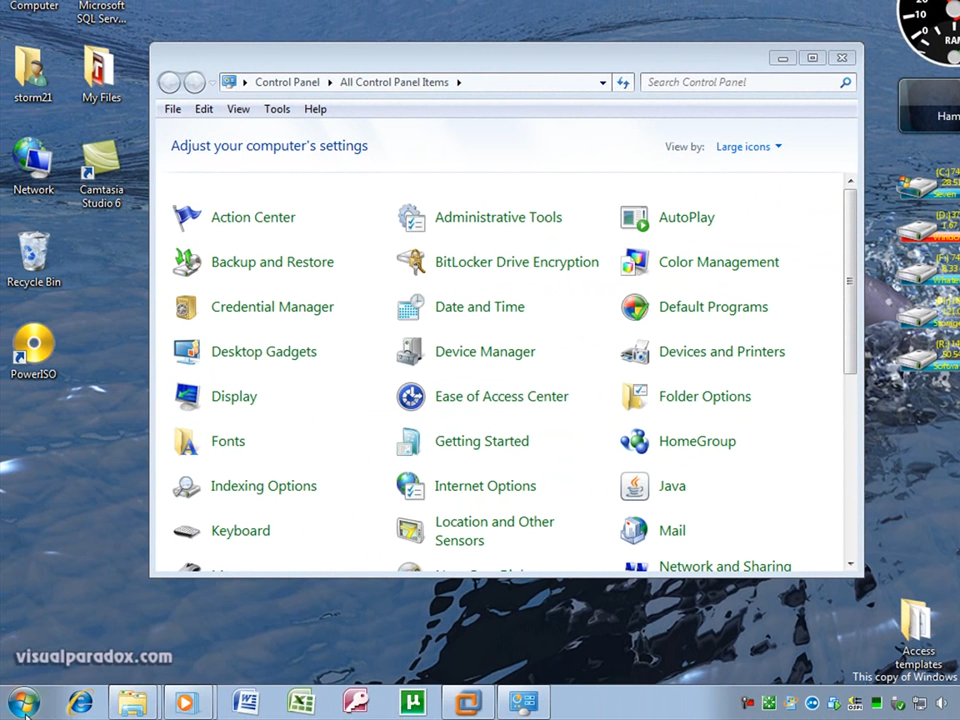 Computer
Microsoft
SQL Serv...
storm21
My Files
Network
Camtasia
Studio 6
Recycle Bin
PowerISO
Control Panel
All Control Panel Items
Search Control Panel
File
Edit
View
Tools
Help
Adjust your computer's settings
View by:
Large icons
Action Center
Administrative Tools
AutoPlay
Backup and Restore
BitLocker Drive Encryption
Color Management
Credential Manager
Date and Time
Default Programs
Desktop Gadgets
Device Manager
Devices and Printers
Display
Ease of Access Center
Folder Options
Fonts
Getting Started
HomeGroup
Indexing Options
Internet Options
Java
Keyboard
Location and Other
Sensors
Mail
Network and Sharing
10
0
RAM
Ham
visualparadox.com
Access
templates
This copy of Windows